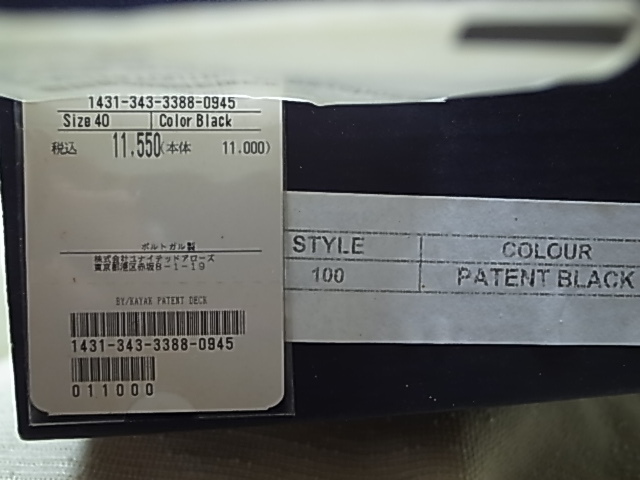 1431-343-3388-0945
Size 40 Color Black
税込 11,550(本体 11,000)
ポルトガル製
株式会社ユナイテッドアローズ
東京都港区赤坂8-1-19
BY/KAYAK PATENT DECK
1431-343-3388-0945
011000
STYLE COLOUR
100 PATENT BLACK